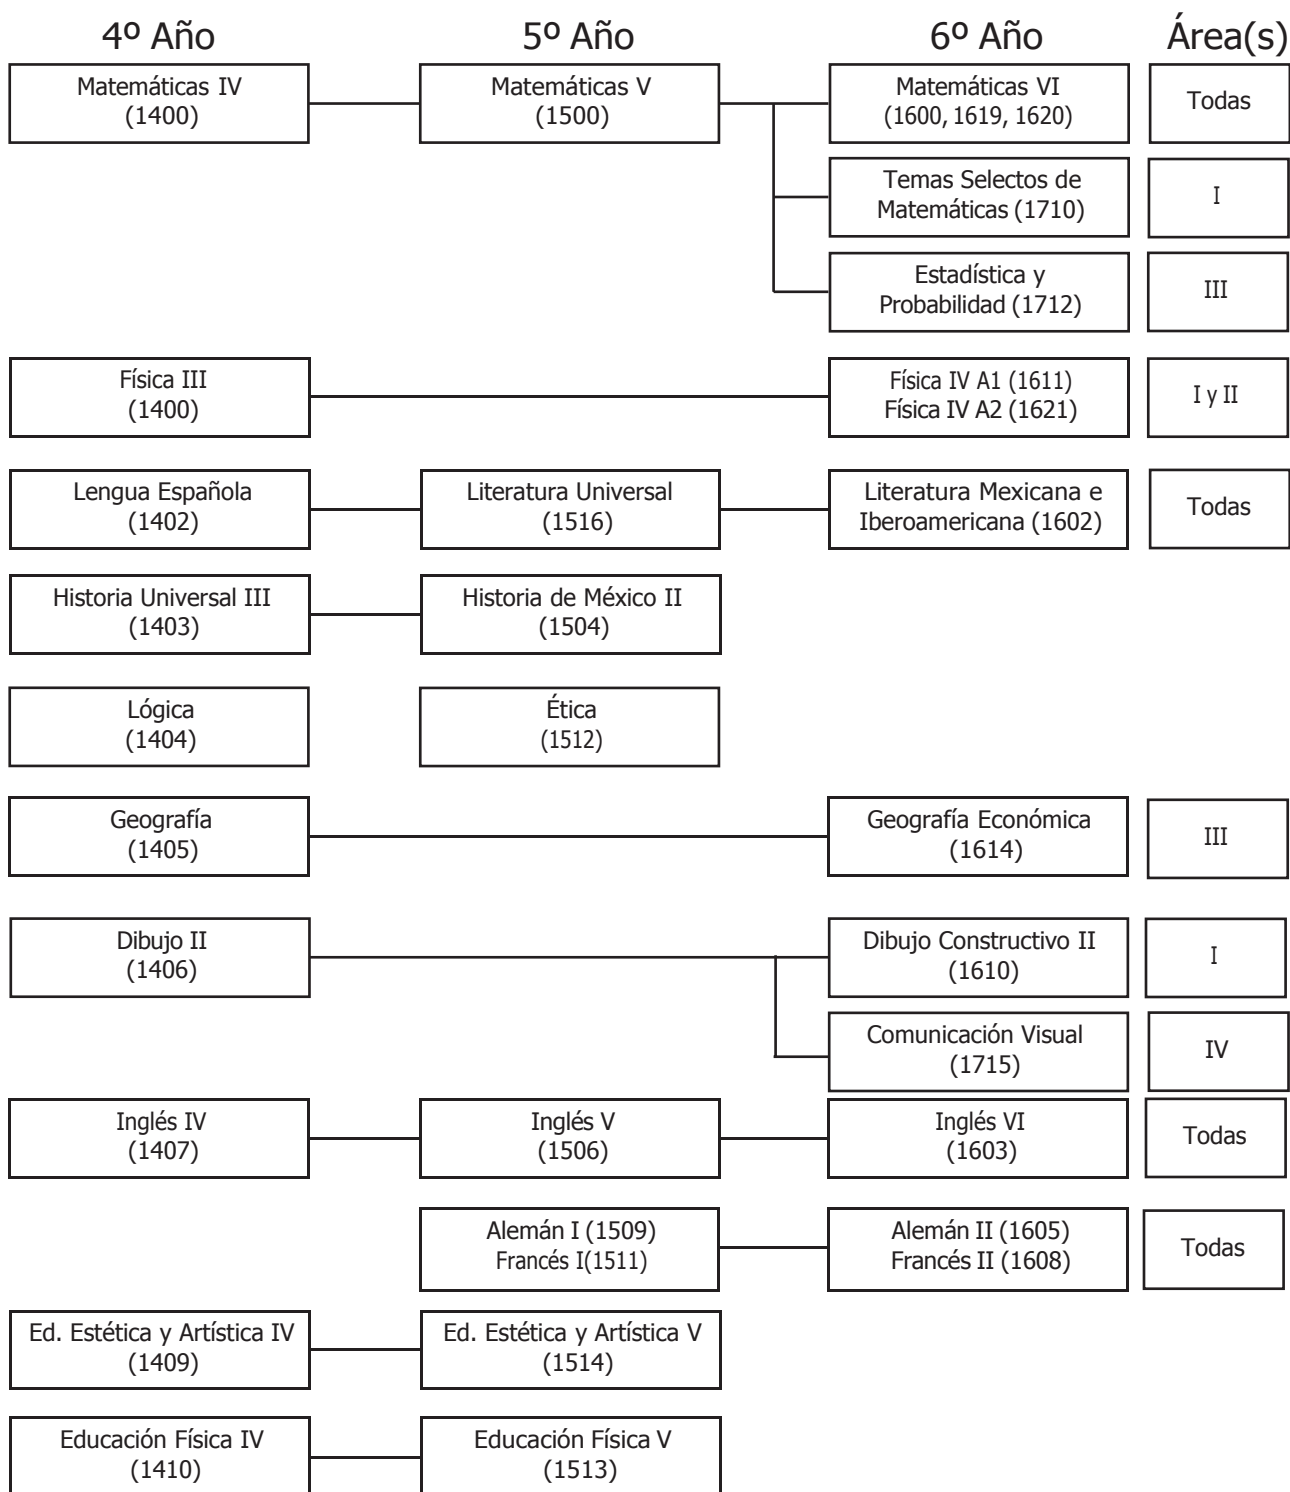 4º Año
5º Año
6º Año
Área(s)
Matemáticas IV
(1400)
Matemáticas V
(1500)
Matemáticas VI
(1600, 1619, 1620)
Todas
Temas Selectos de
Matemáticas (1710)
I
Estadística y
Probabilidad (1712)
III
Física III
(1400)
Física IV A1 (1611)
Física IV A2 (1621)
I y II
Lengua Española
(1402)
Literatura Universal
(1516)
Literatura Mexicana e
Iberoamericana (1602)
Todas
Historia Universal III
(1403)
Historia de México II
(1504)
Lógica
(1404)
Ética
(1512)
Geografía
(1405)
Geografía Económica
(1614)
III
Dibujo II
(1406)
Dibujo Constructivo II
(1610)
I
Comunicación Visual
(1715)
IV
Inglés IV
(1407)
Inglés V
(1506)
Inglés VI
(1603)
Todas
Alemán I (1509)
Francés I(1511)
Alemán II (1605)
Francés II (1608)
Todas
Ed. Estética y Artística IV
(1409)
Ed. Estética y Artística V
(1514)
Educación Física IV
(1410)
Educación Física V
(1513)